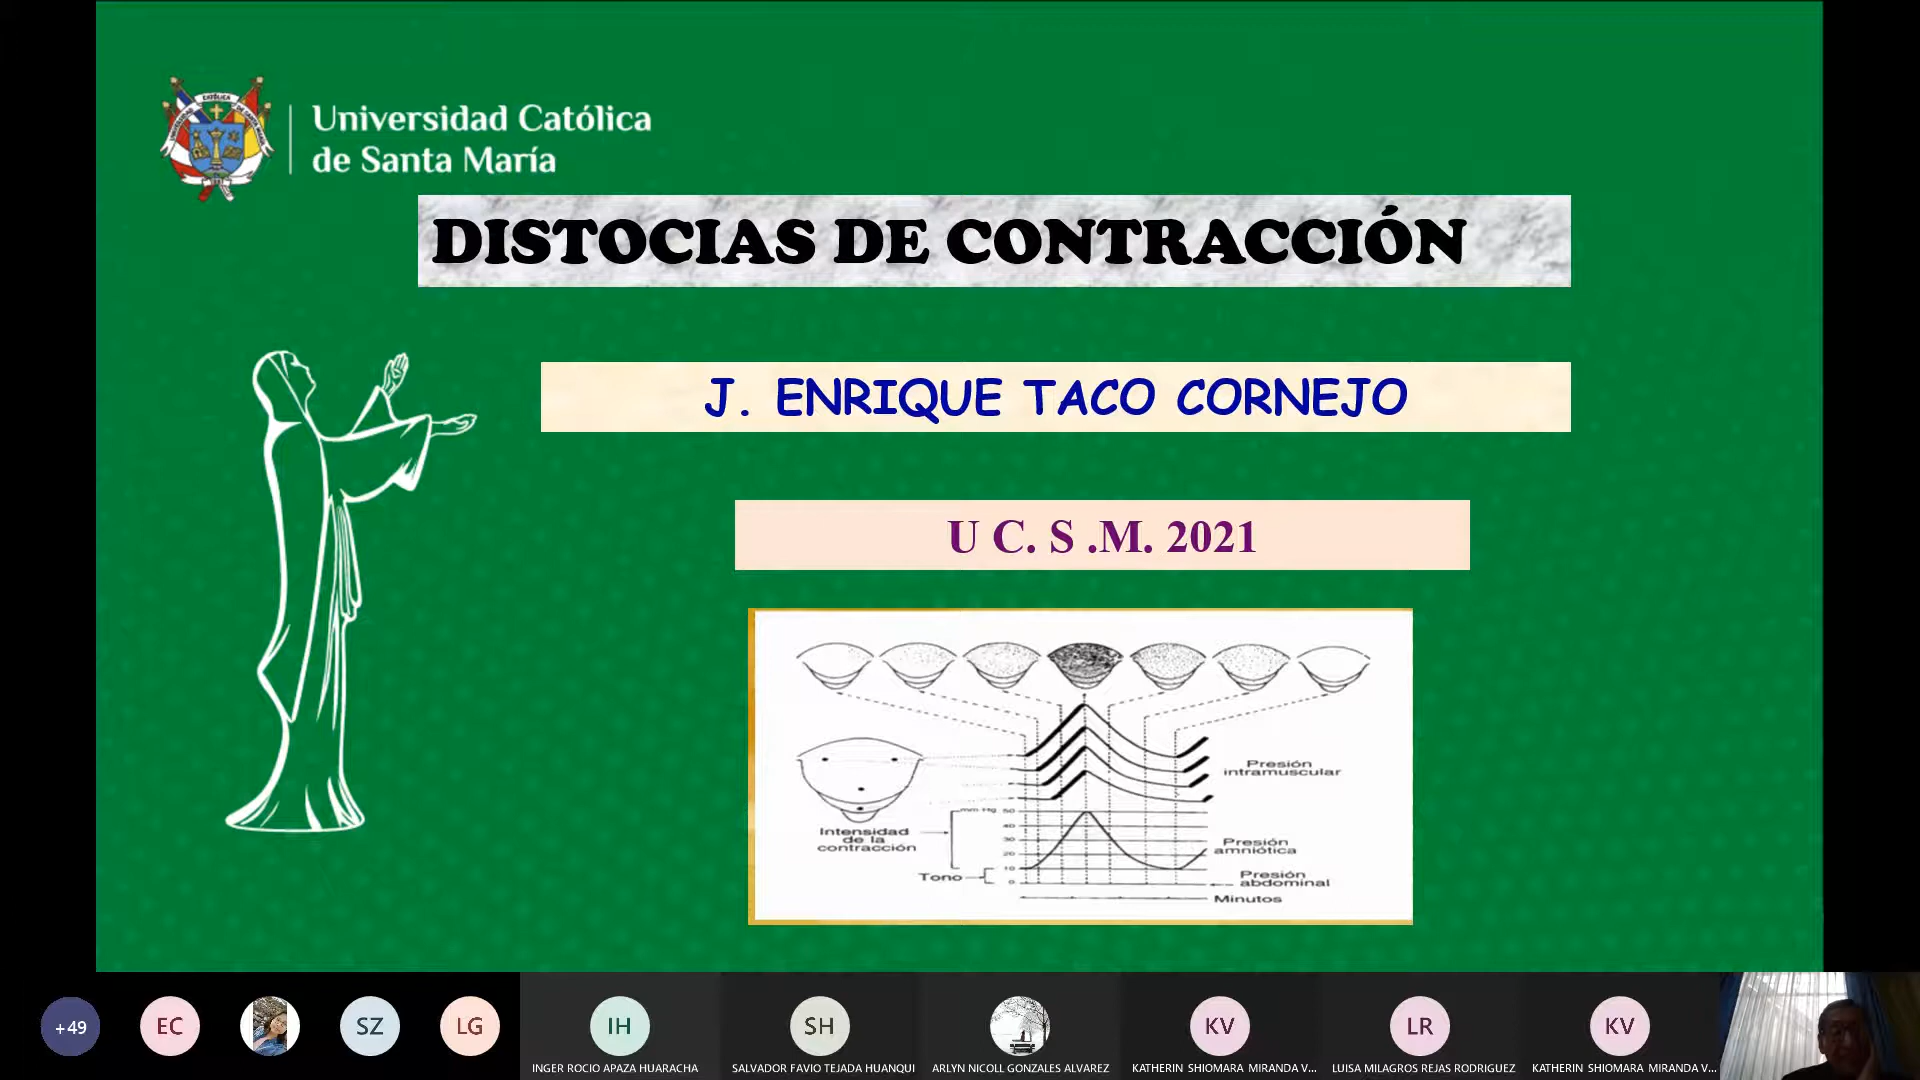 Universidad Católica
de Santa María
DISTOCIAS DE CONTRACCIÓN
J. ENRIQUE TACO CORNEJO
U C. S .M. 2021
Presión
intramuscular
mm Hg
50
40
30
20
10
0
Intensidad
de la
contracción
Presión
amniótica
Tono
Presión
abdominal
Minutos
+49
EC
SZ
LG
IH
SH
KV
LR
KV
INGER ROCIO APAZA HUARACHA
SALVADOR FAVIO TEJADA HUANQUI
ARLYN NICOLL GONZALES ALVAREZ
KATHERIN SHIOMARA MIRANDA V...
LUISA MILAGROS REJAS RODRIGUEZ
KATHERIN SHIOMARA MIRANDA V...